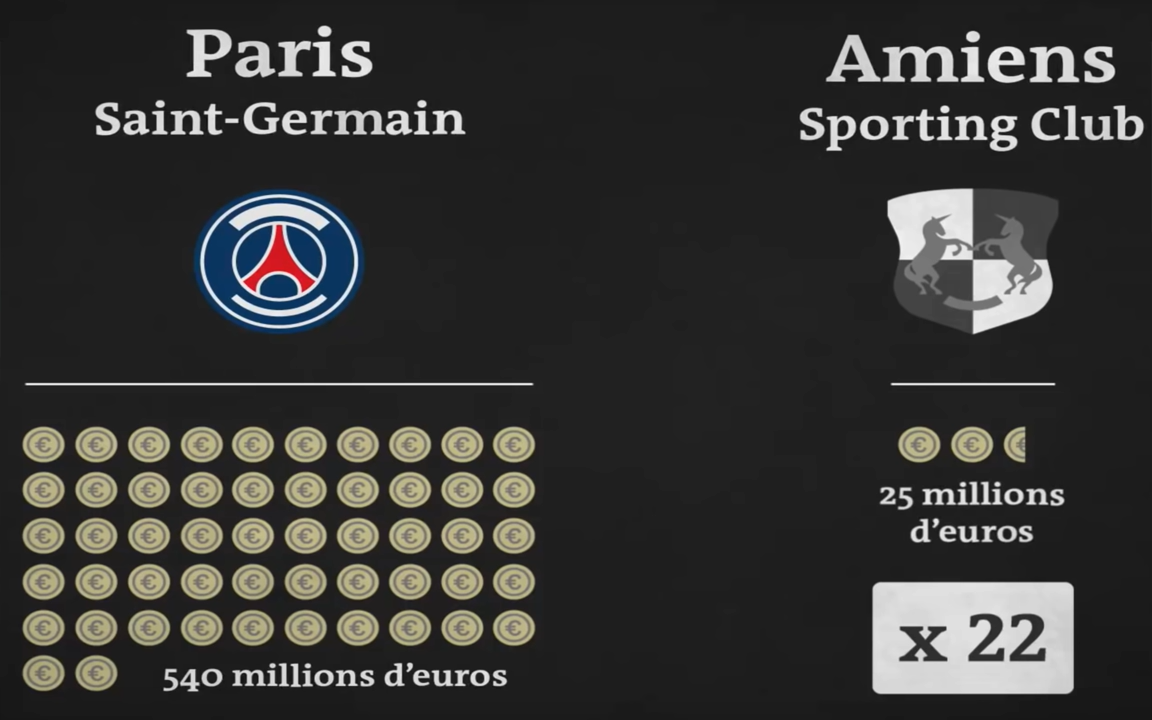 Paris
Saint-Germain
540 millions d’euros
Amiens
Sporting Club
25 millions
d’euros
x 22